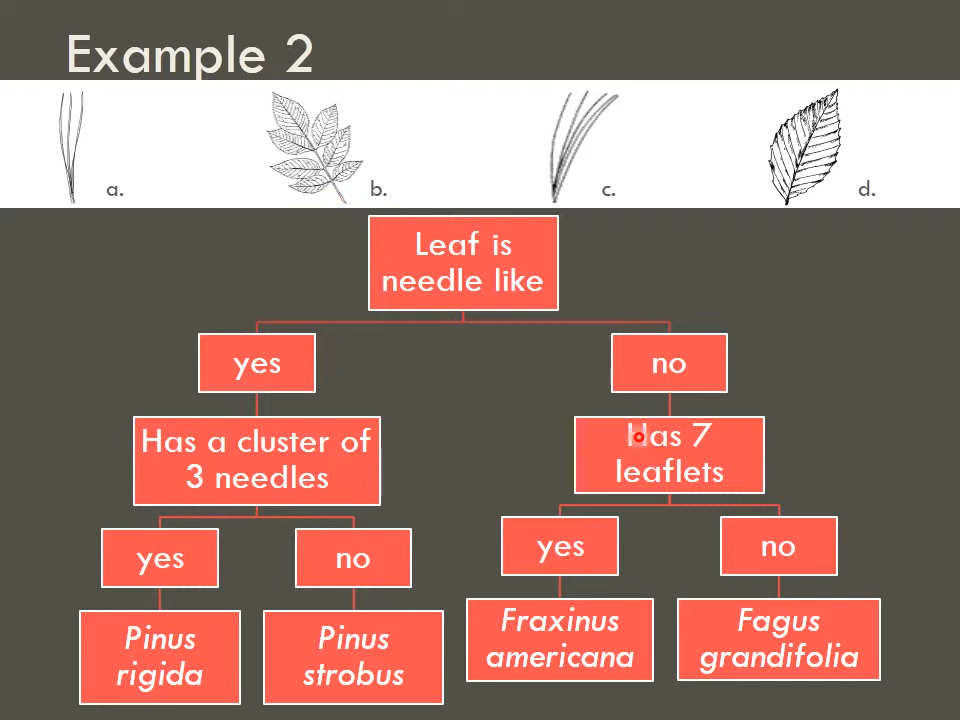 Example 2
a.
b.
c.
d.
Leaf is
needle like
yes
no
Has a cluster of
3 needles
Has 7
leaflets
yes
no
yes
no
Pinus
rigida
Pinus
strobus
Fraxinus
americana
Fagus
grandifolia